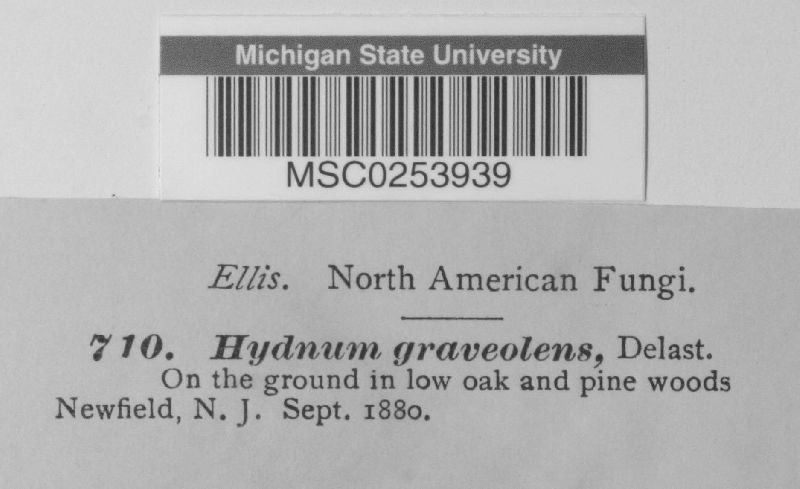 Michigan State University
MSC0253939
Ellis. North American Fungi.
710. Hydnum graveolens, Delast.
On the ground in low oak and pine woods
Newfield, N. J. Sept. 1880.